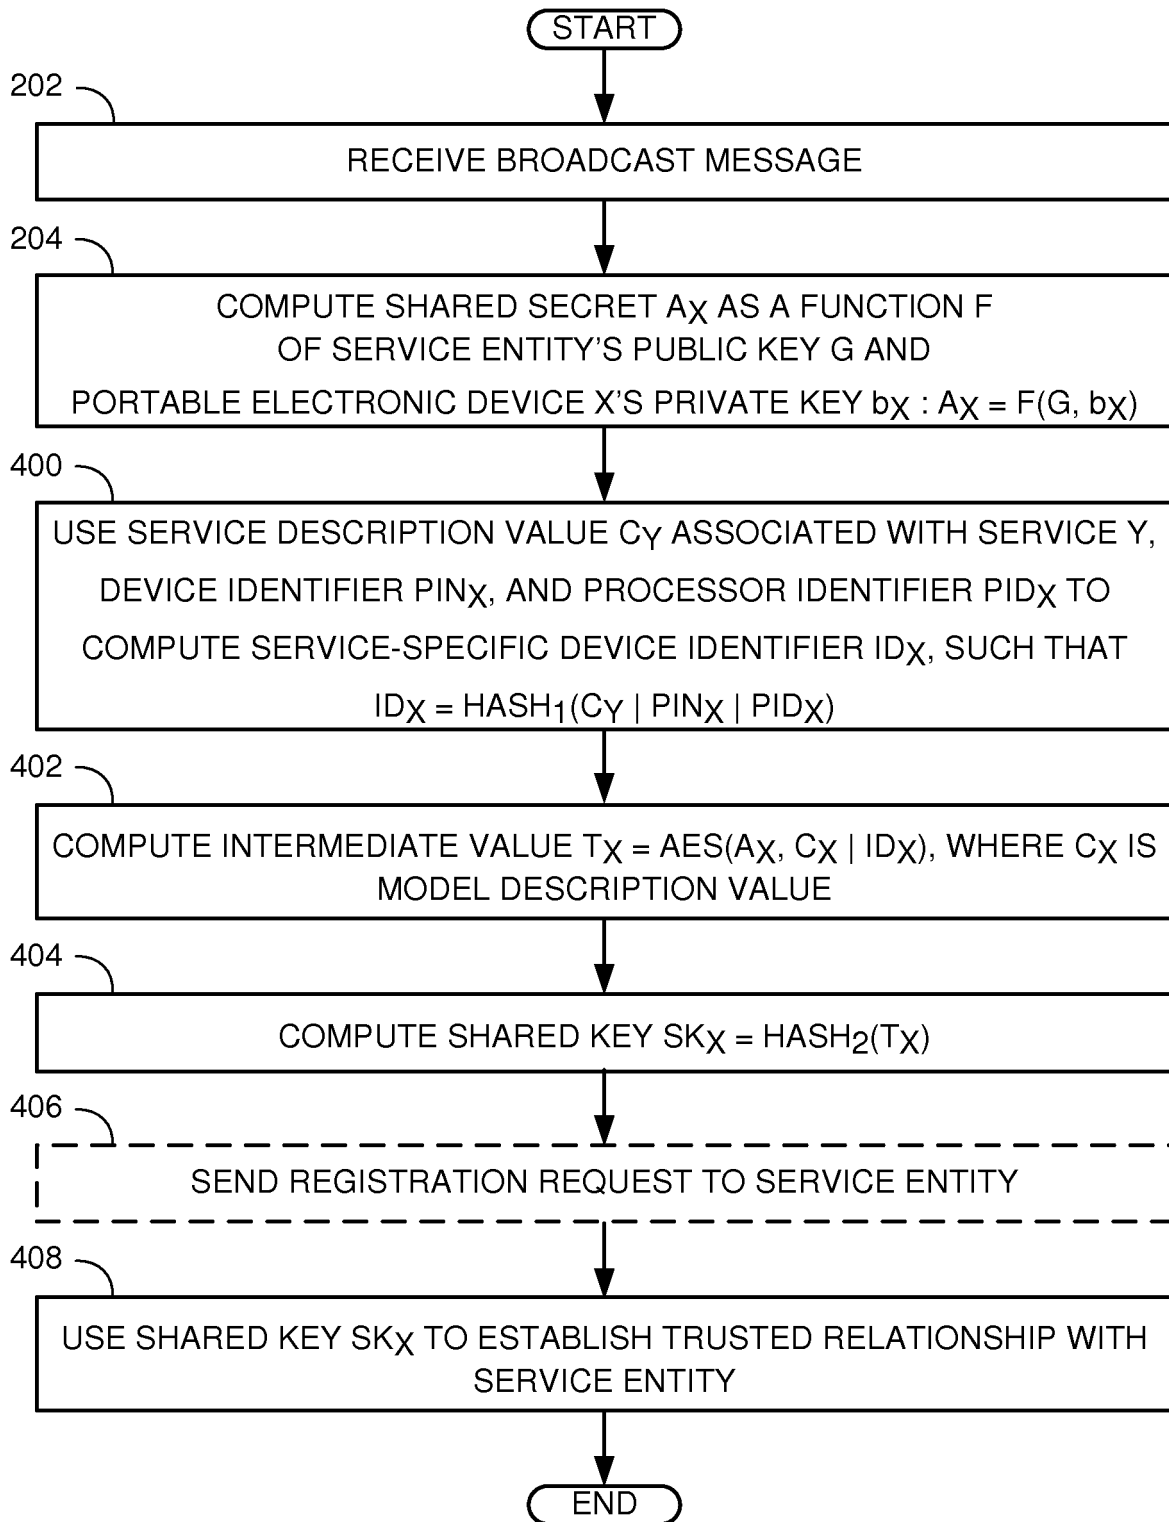 START
202
RECEIVE BROADCAST MESSAGE
204
COMPUTE SHARED SECRET AX AS A FUNCTION F
OF SERVICE ENTITY'S PUBLIC KEY G AND
PORTABLE ELECTRONIC DEVICE X'S PRIVATE KEY bX : AX = F(G, bX)
400
USE SERVICE DESCRIPTION VALUE CY ASSOCIATED WITH SERVICE Y,
DEVICE IDENTIFIER PINX, AND PROCESSOR IDENTIFIER PIDX TO
COMPUTE SERVICE-SPECIFIC DEVICE IDENTIFIER IDX, SUCH THAT
IDX = HASH1(CY | PINX | PIDX)
402
COMPUTE INTERMEDIATE VALUE TX = AES(AX, CX | IDX), WHERE CX IS
MODEL DESCRIPTION VALUE
404
COMPUTE SHARED KEY SKX = HASH2(TX)
406
SEND REGISTRATION REQUEST TO SERVICE ENTITY
408
USE SHARED KEY SKX TO ESTABLISH TRUSTED RELATIONSHIP WITH
SERVICE ENTITY
END